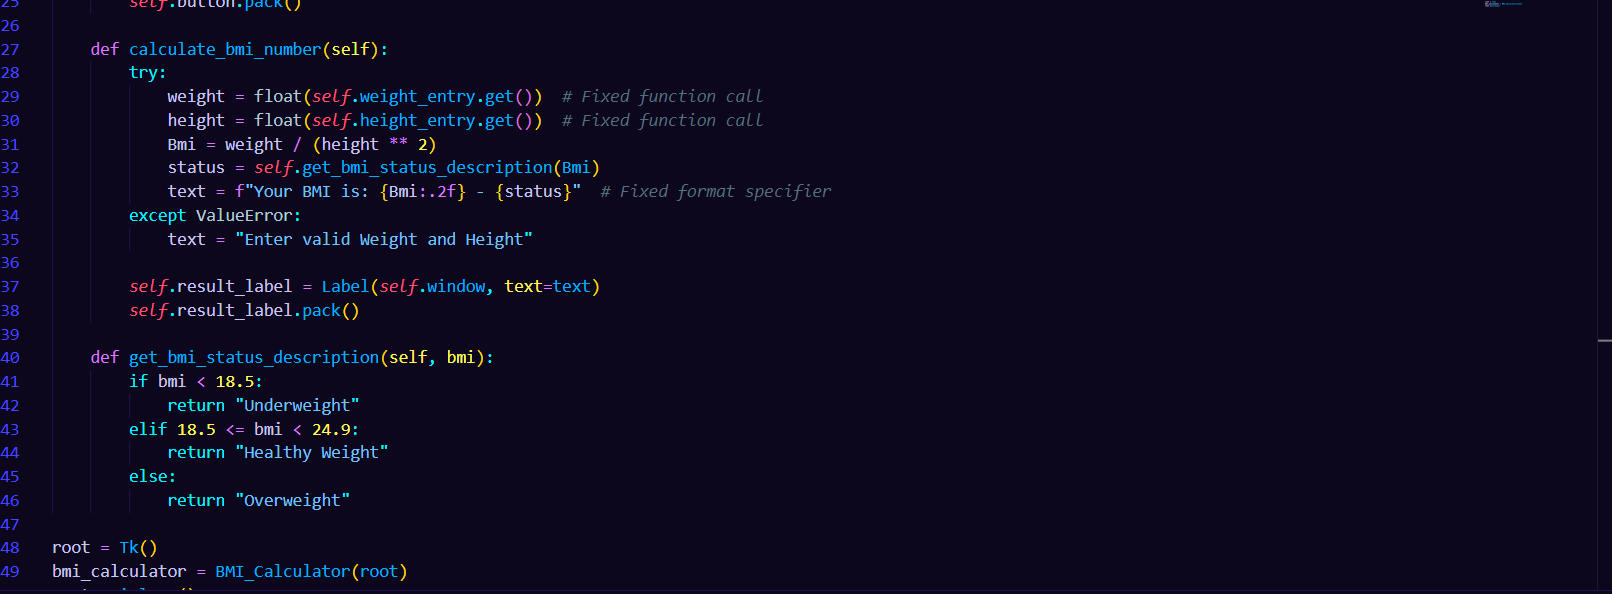 25 self.button.pack()
26
27 def calculate_bmi_number(self):
28 try:
29 weight = float(self.weight_entry.get()) # Fixed function call
30 height = float(self.height_entry.get()) # Fixed function call
31 Bmi = weight / (height ** 2)
32 status = self.get_bmi_status_description(Bmi)
33 text = f"Your BMI is: {Bmi:.2f} - {status}" # Fixed format specifier
34 except ValueError:
35 text = "Enter valid Weight and Height"
36
37 self.result_label = Label(self.window, text=text)
38 self.result_label.pack()
39
40 def get_bmi_status_description(self, bmi):
41 if bmi < 18.5:
42 return "Underweight"
43 elif 18.5 <= bmi < 24.9:
44 return "Healthy Weight"
45 else:
46 return "Overweight"
47
48 root = Tk()
49 bmi_calculator = BMI_Calculator(root)